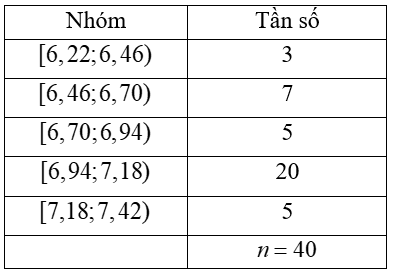 Nhóm Tần số
[6,22;6,46) 3
[6,46;6,70) 7
[6,70;6,94) 5
[6,94;7,18) 20
[7,18;7,42) 5
n = 40